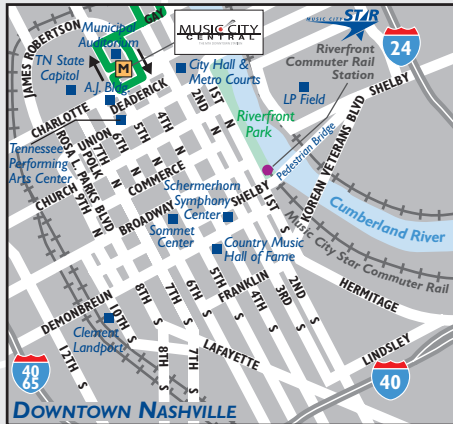 JAMES ROBERTSON
Municipal
Auditorium
GAY
MUSIC CITY
CENTRAL
MUSIC CITY
STAR
Riverfront
Commuter Rail
Station
24
TN State
Capitol
M
A.J. Bldg.
City Hall &
Metro Courts
LP Field
SHELBY
DEADERICK
CHARLOTTE
UNION
Tennessee
Performing
Arts Center
ROSA L. PARKS BLVD
POLK
7TH N
6TH N
5TH N
4TH N
2ND N
1ST N
Riverfront
Park
Pedestrian Bridge
KOREAN VETERANS BLVD
CHURCH
9TH N
COMMERCE
Schermerhorn
Symphony
Center
SHELBY
1ST S
Cumberland River
Music City Star Commuter Rail
BROADWAY
Sommet
Center
Country Music
Hall of Fame
DEMONBREUN
10TH S
8TH S
7TH S
6TH S
5TH S
FRANKLIN
4TH S
3RD S
2ND S
HERMITAGE
Clement
Landport
12TH S
8TH S
7TH S
LAFAYETTE
LINDSLEY
40
65
40
DOWNTOWN NASHVILLE